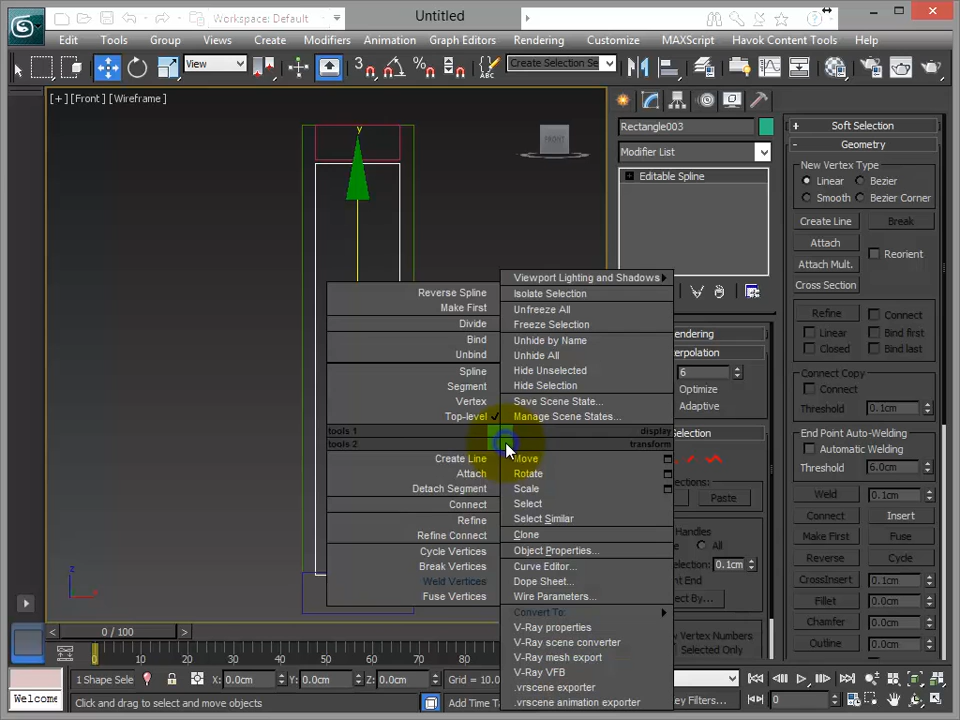 Workspace: Default
Untitled
Edit Tools Group Views Create Modifiers Animation Graph Editors Rendering Customize MAXScript Havok Content Tools Help
View
3
Create Selection Se
[+] [Front] [Wireframe]
y
FRONT
z
x
Reverse Spline
Make First
Divide
Bind
Unbind
Spline
Segment
Vertex
Top-level
tools 1
tools 2
Create Line
Attach
Detach Segment
Connect
Refine
Refine Connect
Cycle Vertices
Break Vertices
Weld Vertices
Fuse Vertices
Viewport Lighting and Shadows
Isolate Selection
Unfreeze All
Freeze Selection
Unhide by Name
Unhide All
Hide Unselected
Hide Selection
Save Scene State...
Manage Scene States...
display
transform
Move
Rotate
Scale
Select
Select Similar
Clone
Object Properties...
Curve Editor...
Dope Sheet...
Wire Parameters...
Convert To:
V-Ray properties
V-Ray scene converter
V-Ray mesh export
V-Ray VFB
.vrscene exporter
.vrscene animation exporter
Rectangle003
Modifier List
Editable Spline
endering
erpolation
6
Optimize
Adaptive
Selection
elections:
Paste
Handles
All
election: 0.1cm
t End
ct By...
Vertex Numbers
Selected Only
+ Soft Selection
- Geometry
New Vertex Type
Linear Bezier
Smooth Bezier Corner
Create Line Break
Attach Reorient
Attach Mult.
Cross Section
Refine Connect
Linear Bind first
Closed Bind last
Connect Copy
Connect
Threshold 0.1cm
End Point Auto-Welding
Automatic Welding
Threshold 6.0cm
Weld 0.1cm
Connect Insert
Make First Fuse
Reverse Cycle
CrossInsert 0.1cm
Fillet 0.0cm
Chamfer 0.0cm
Outline 0.0cm
< 0 / 100 >
0 10 20 30 40 50 60 70 80
Welcome
1 Shape Sele
X: 0.0cm Y: 0.0cm Z: 0.0cm
Grid = 10.0
Click and drag to select and move objects
Add Time T
Key Filters...
0